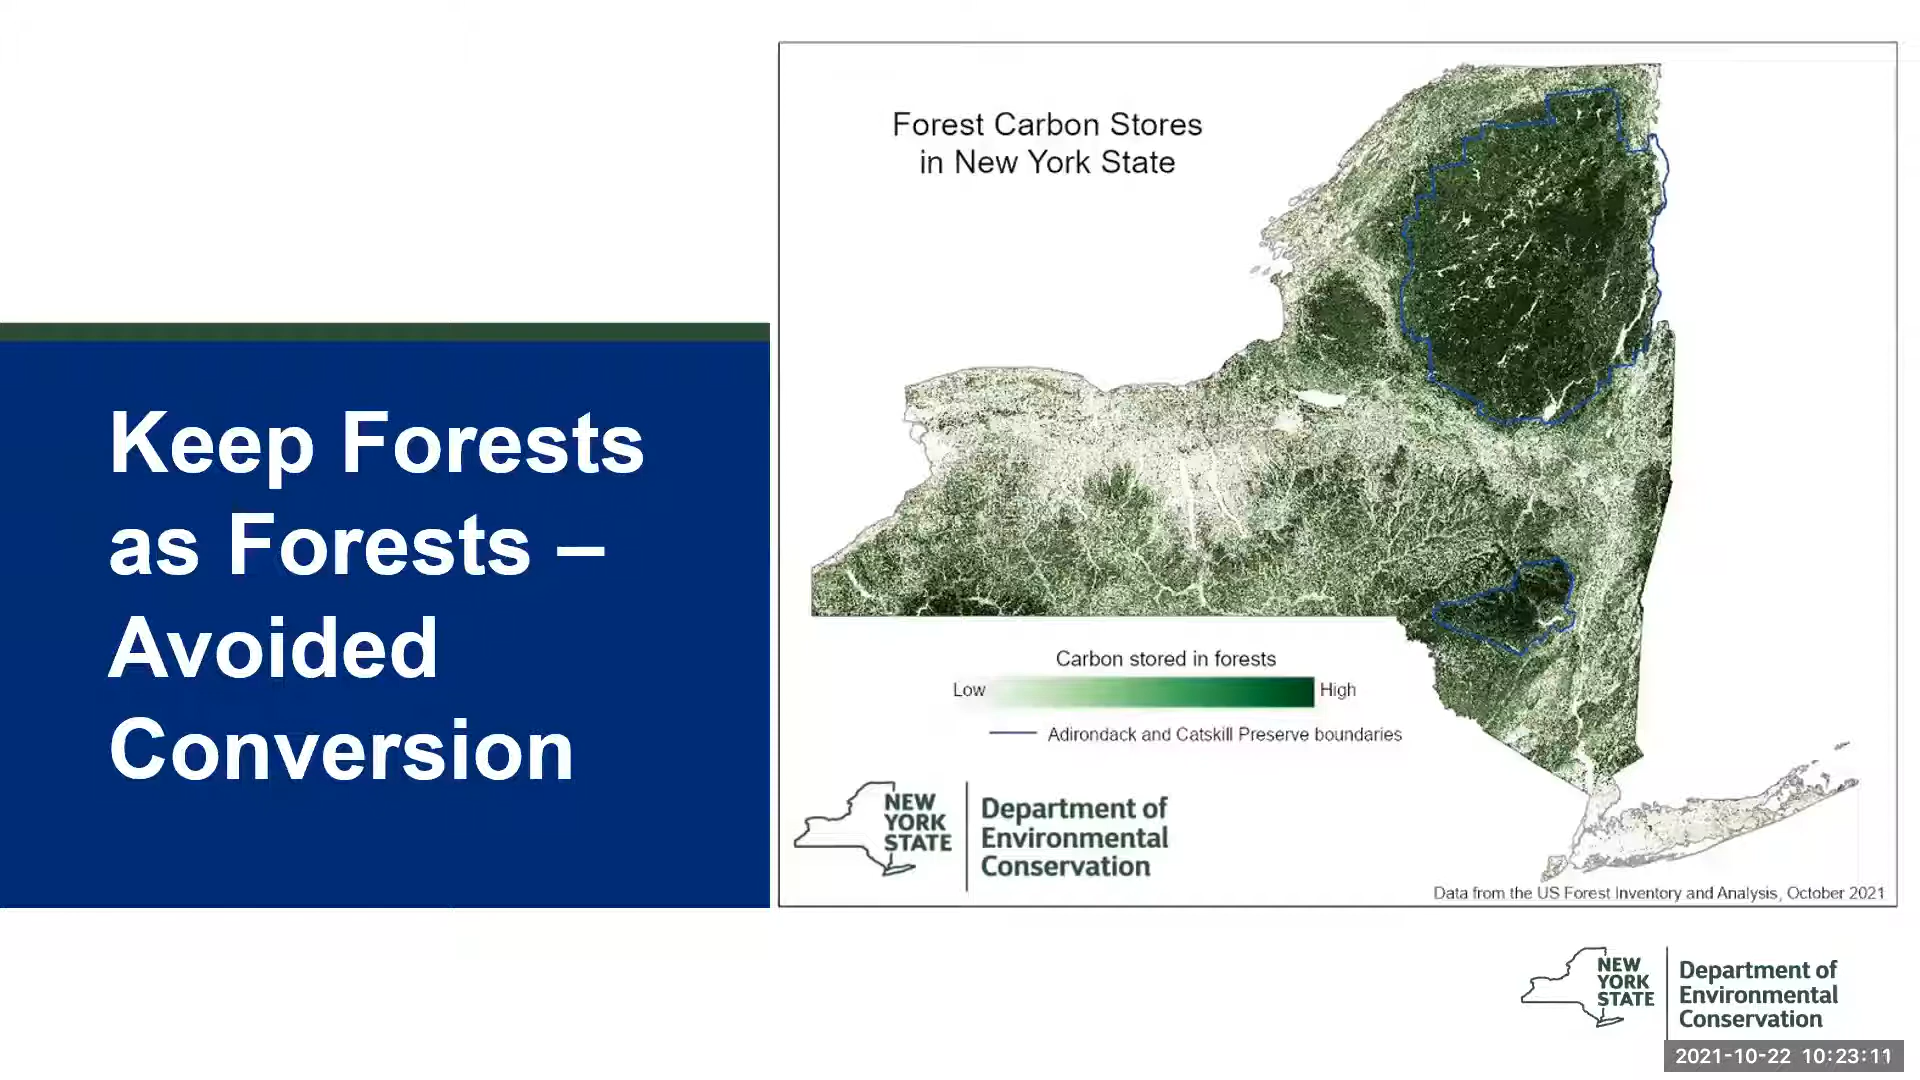 Keep Forests
as Forests –
Avoided
Conversion
Forest Carbon Stores
in New York State
Carbon stored in forests
Low
High
Adirondack and Catskill Preserve boundaries
NEW
YORK
STATE
Department of
Environmental
Conservation
Data from the US Forest Inventory and Analysis, October 2021
NEW
YORK
STATE
Department of
Environmental
Conservation
2021-10-22 10:23:11